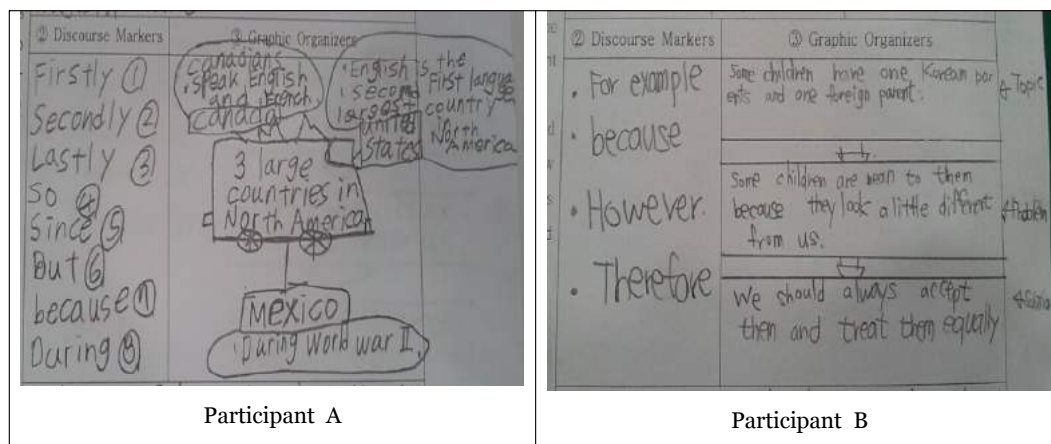 ② Discourse Markers
③ Graphic Organizers
Firstly ①
Secondly ②
Lastly ③
So ④
Since ⑤
But ⑥
because ⑦
During ⑧
Canadians
speak English
and French
Canada
English is the
second First language
largest country
United States
North America
3 large
countries in
North American
Mexico
During World war II
Participant A
② Discourse Markers
③ Graphic Organizers
• For example
• because
• However.
• Therefore
Some children have one Korean par
ents and one foreign parent.
Topic
Some children are mean to them
because they look a little different
from us.
Problem
We should always accept
them and treat them equally
Participant B